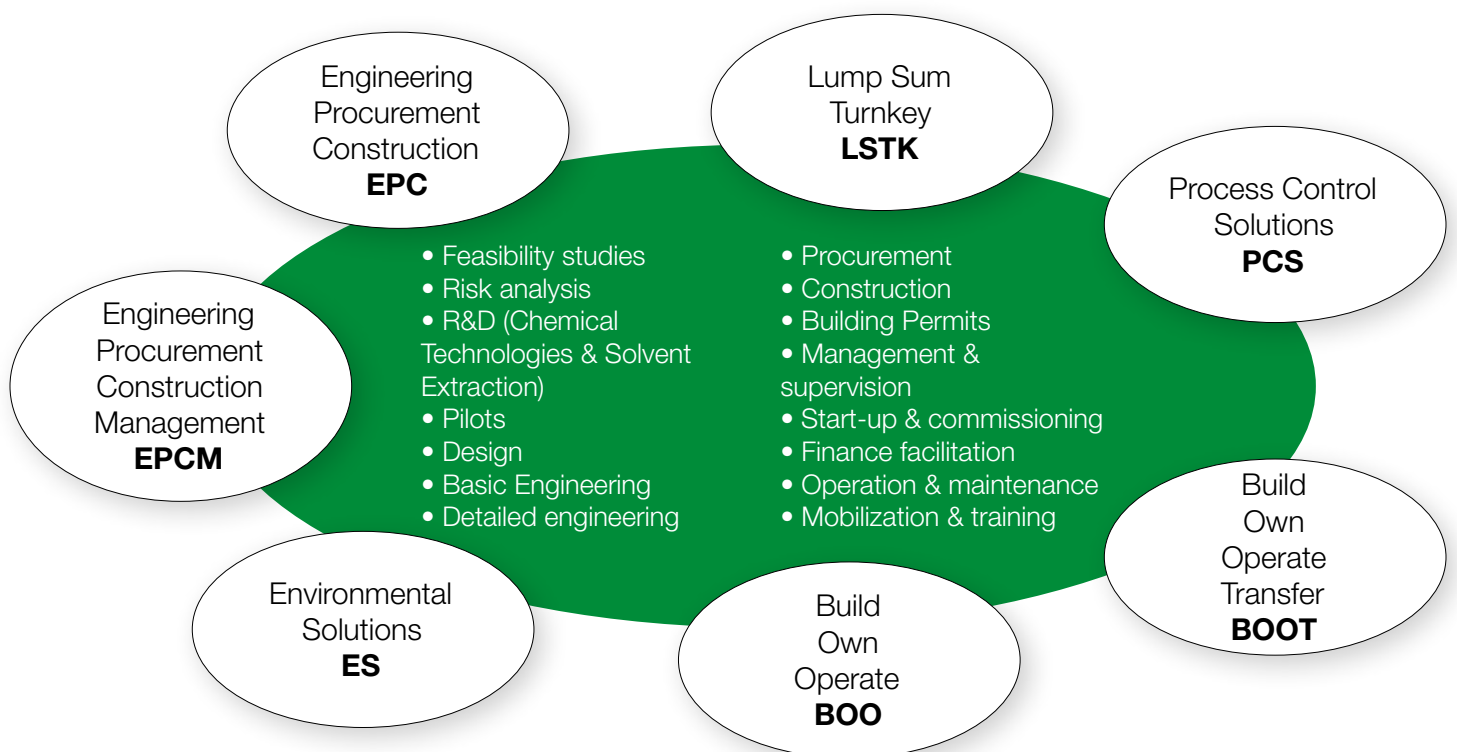 Engineering
Procurement
Construction
EPC
Lump Sum
Turnkey
LSTK
Process Control
Solutions
PCS
Engineering
Procurement
Construction
Management
EPCM
• Feasibility studies
• Risk analysis
• R&D (Chemical
Technologies & Solvent
Extraction)
• Pilots
• Design
• Basic Engineering
• Detailed engineering
• Procurement
• Construction
• Building Permits
• Management &
supervision
• Start-up & commissioning
• Finance facilitation
• Operation & maintenance
• Mobilization & training
Build
Own
Operate
Transfer
BOOT
Environmental
Solutions
ES
Build
Own
Operate
BOO